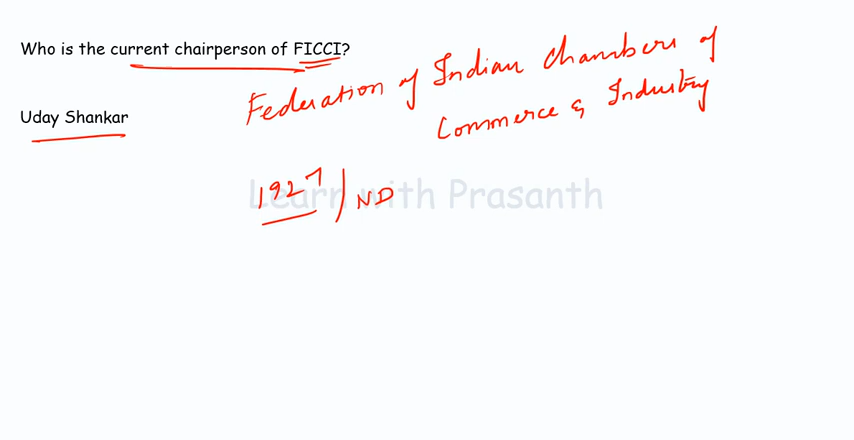 Who is the current chairperson of FICCI?
Federation of Indian Chambers of
Commerce & Industry
Uday Shankar
1927 / ND
Learn with Prasanth